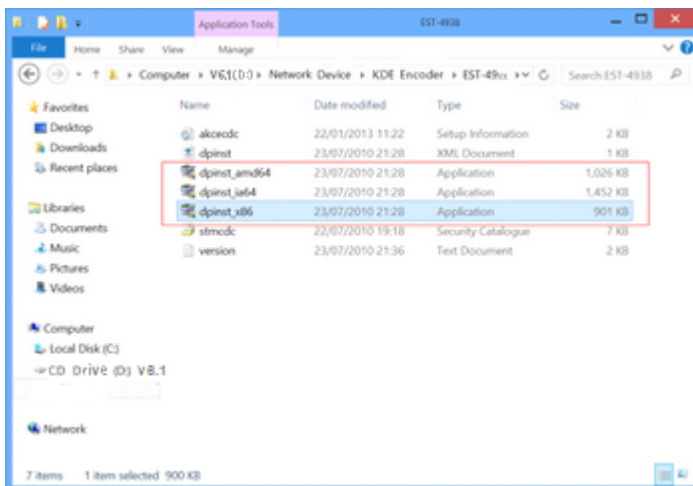 Application Tools
EST-4938
File Home Share View Manage
Computer Network Device KDE Encoder Search EST-4938
Favorites
Desktop
Downloads
Recent places
Libraries
Documents
Music
Pictures
Videos
Computer
Local Disk (C:)
CD Drive (D) V6.1
Network
Name Date modified Type Size
akcecdc 22/01/2013 11:22 Setup Information 2 KB
dpinst 23/07/2010 21:28 XML Document 1 KB
dpinst_amd64 23/07/2010 21:28 Application 1,026 KB
dpinst_ia64 23/07/2010 21:28 Application 1,452 KB
dpinst_x86 23/07/2010 21:28 Application 901 KB
stmcdc 22/07/2010 19:18 Security Catalogue 7 KB
version 23/07/2010 21:36 Text Document 2 KB
7 items 1 item selected 900 KB